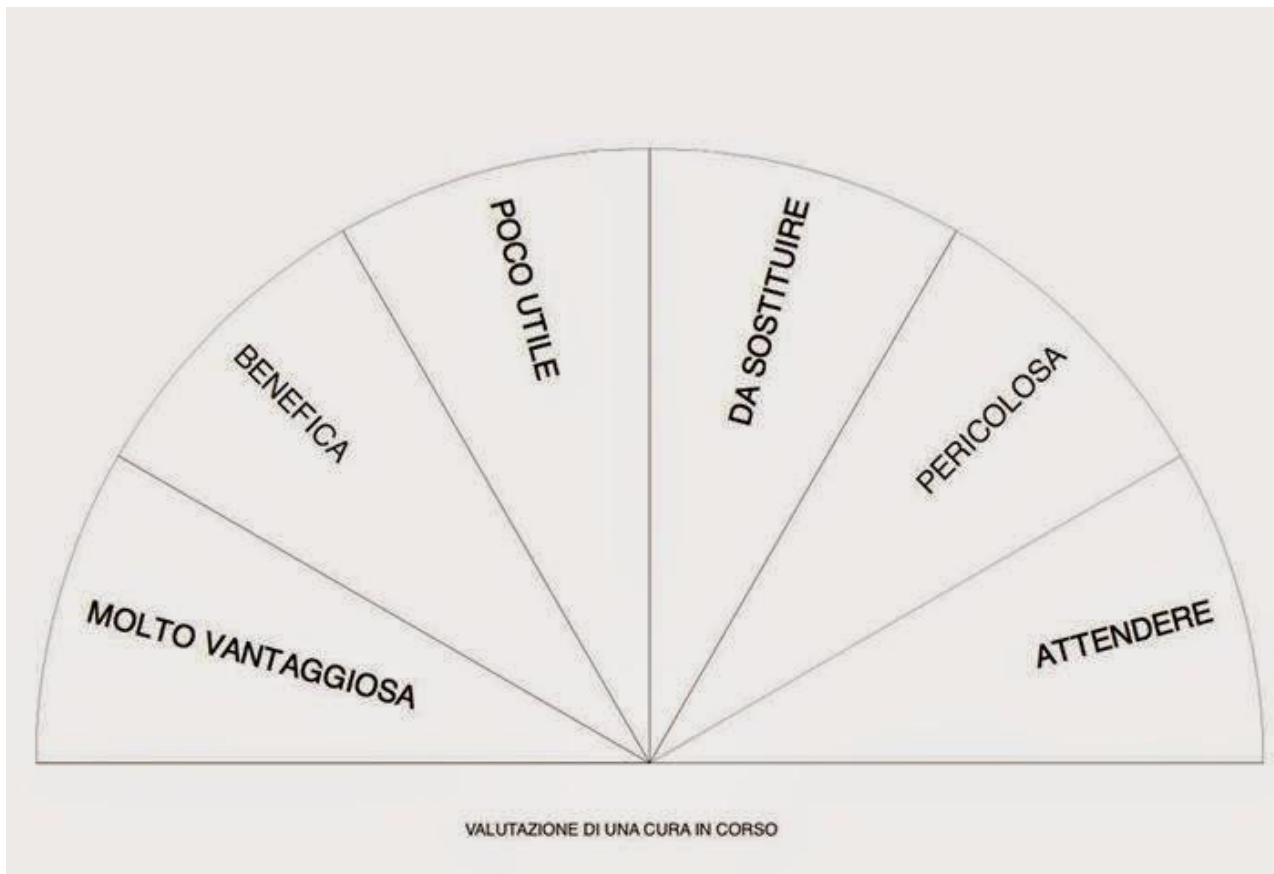 MOLTO VANTAGGIOSA
BENEFICA
POCO UTILE
DA SOSTITUIRE
PERICOLOSA
ATTENDERE
VALUTAZIONE DI UNA CURA IN CORSO